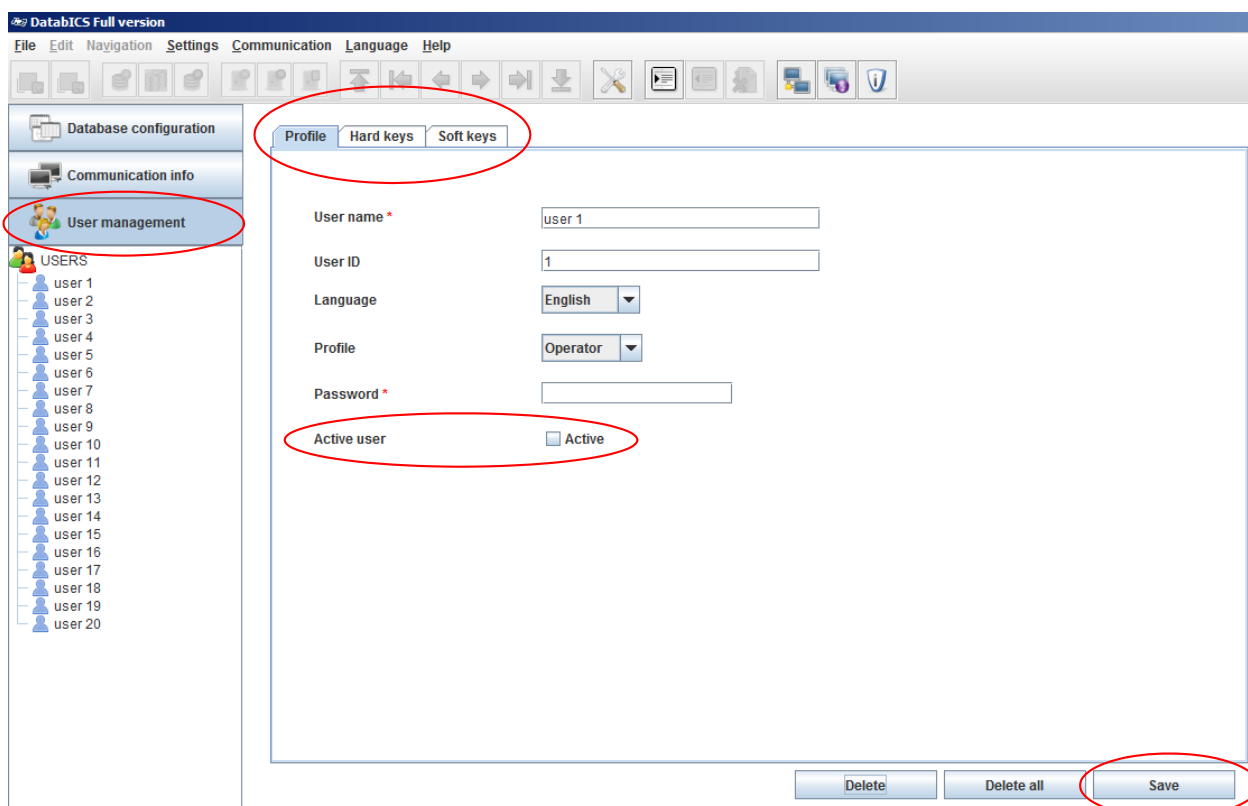 DatabICS Full version
File Edit Navigation Settings Communication Language Help
Database configuration
Communication info
User management
USERS
user 1
user 2
user 3
user 4
user 5
user 6
user 7
user 8
user 9
user 10
user 11
user 12
user 13
user 14
user 15
user 16
user 17
user 18
user 19
user 20
Profile Hard keys Soft keys
User name * user 1
User ID 1
Language English
Profile Operator
Password *
Active user Active
Delete Delete all Save